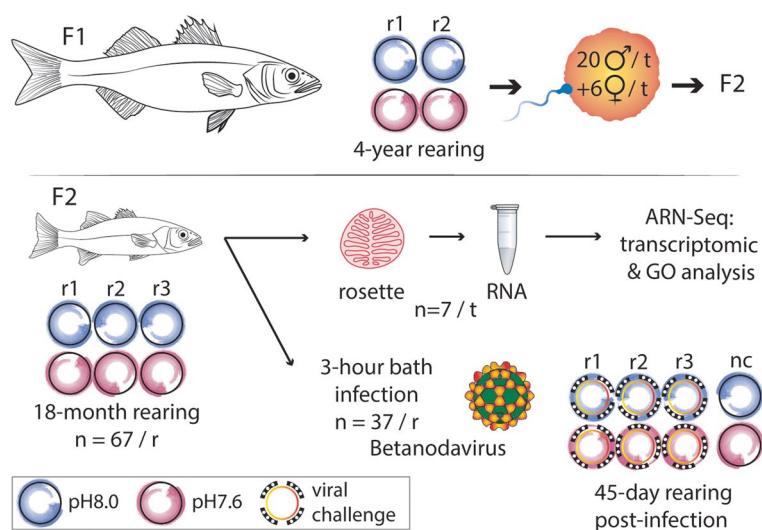 F1
r1 r2
4-year rearing
20♂/t
+6♀/t
F2
F2
r1 r2 r3
18-month rearing
n = 67 / r
rosette
n=7 / t
RNA
ARN-Seq:
transcriptomic
& GO analysis
3-hour bath
infection
n = 37 / r
Betanodavirus
r1 r2 r3 nc
45-day rearing
post-infection
pH8.0
pH7.6
viral
challenge